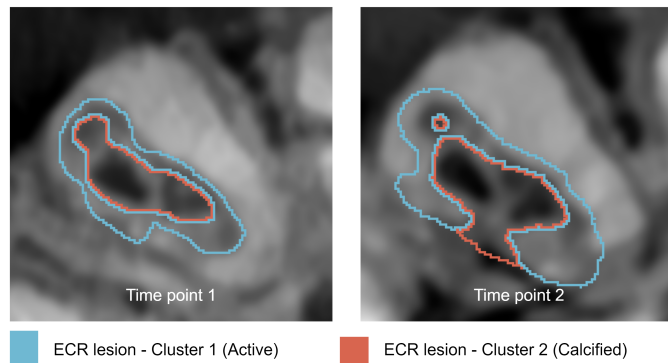 Time point 1
Time point 2
ECR lesion - Cluster 1 (Active)
ECR lesion - Cluster 2 (Calcified)